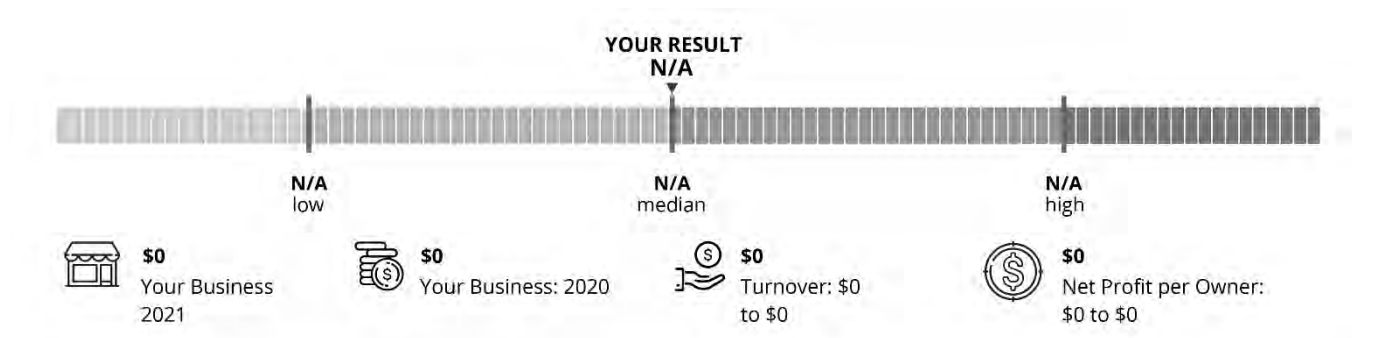 YOUR RESULT
N/A
N/A
low
N/A
median
N/A
high
$0
Your Business
2021
$0
Your Business: 2020
$0
Turnover: $0
to $0
$0
Net Profit per Owner:
$0 to $0